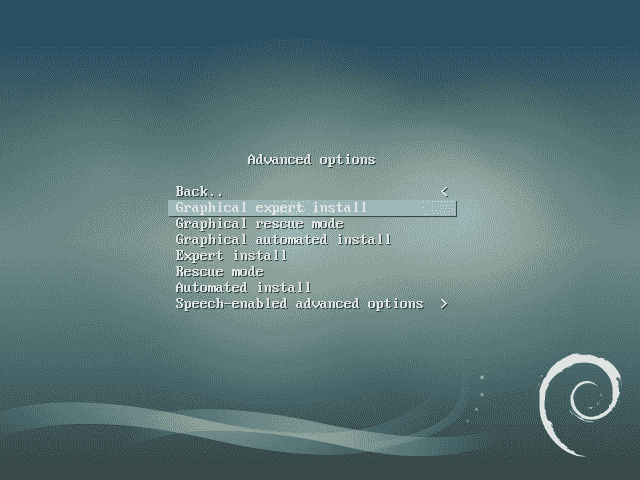 Advanced options
Back.. <
Graphical expert install
Graphical rescue mode
Graphical automated install
Expert install
Rescue mode
Automated install
Speech-enabled advanced options >